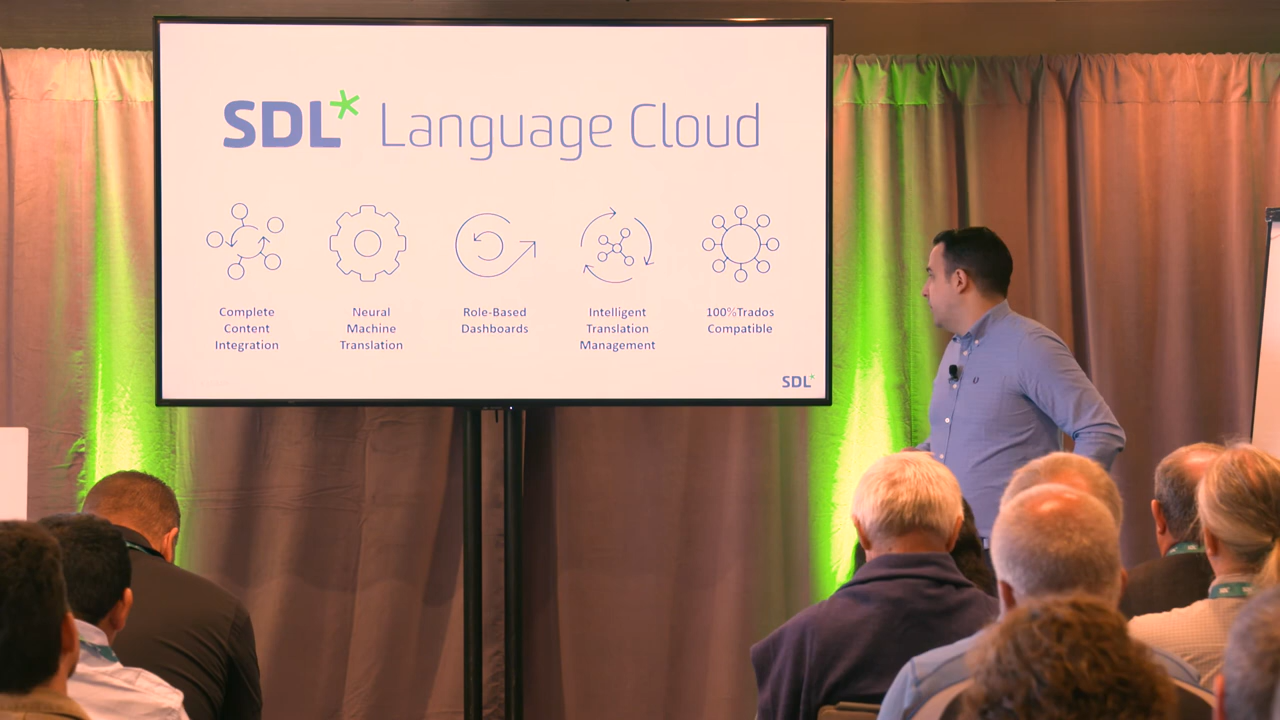 SDL* Language Cloud
Complete
Content
Integration
Neural
Machine
Translation
Role-Based
Dashboards
Intelligent
Translation
Management
100%Trados
Compatible
SDL*